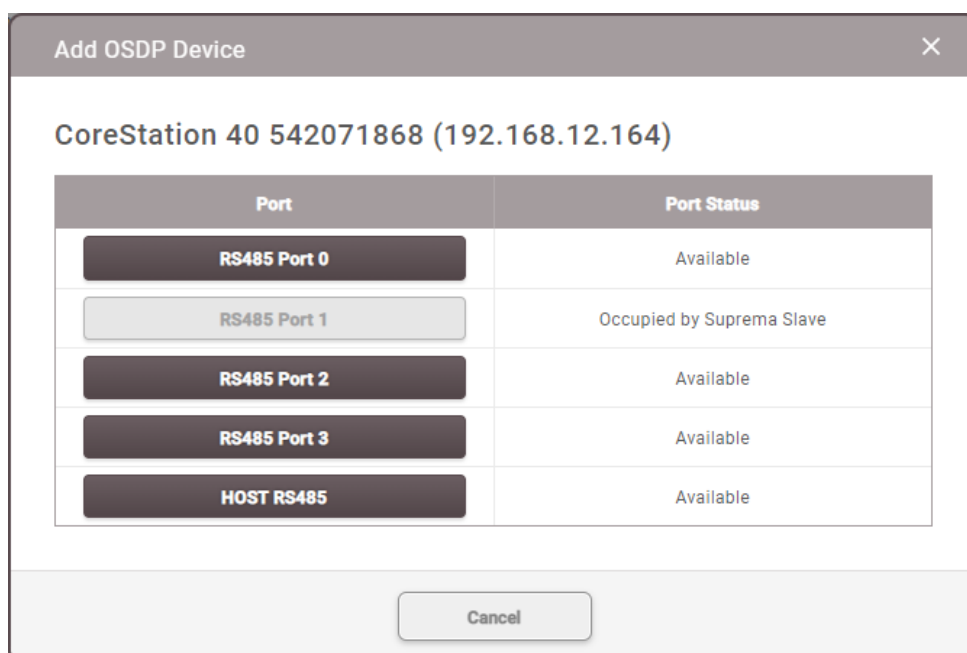 Add OSDP Device
CoreStation 40 542071868 (192.168.12.164)
Port Port Status
RS485 Port 0 Available
RS485 Port 1 Occupied by Suprema Slave
RS485 Port 2 Available
RS485 Port 3 Available
HOST RS485 Available
Cancel